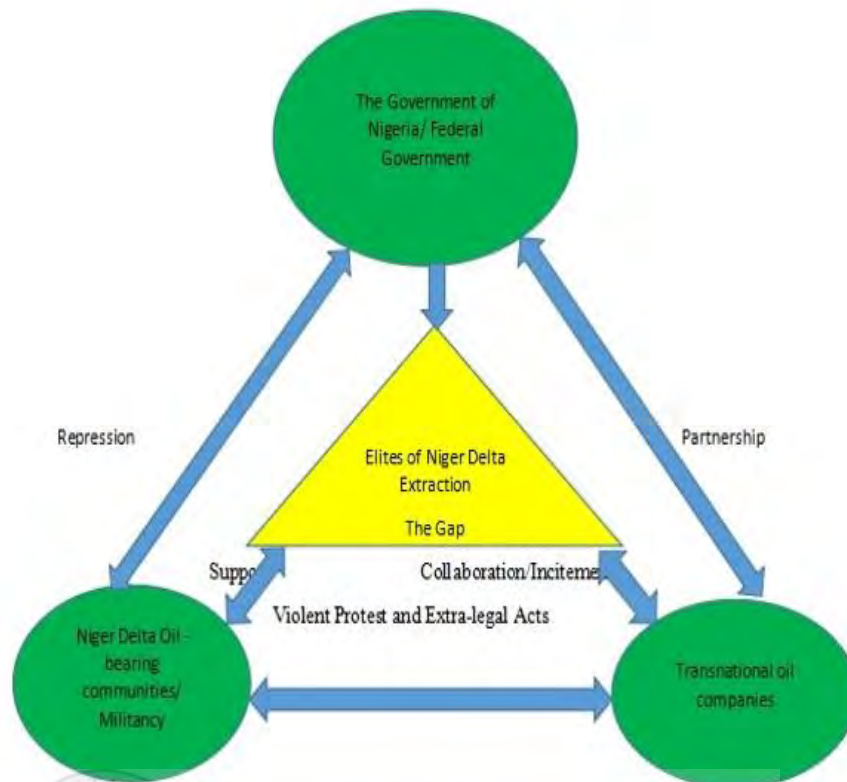 The Government of
Nigeria/ Federal
Government
Repression
Partnership
Elites of Niger Delta
Extraction
The Gap
Collaboration/
Violent Protest and Extra-legal Acts
Niger Delta Oil -
bearing
communities/
Militancy
Transnational oil
companies